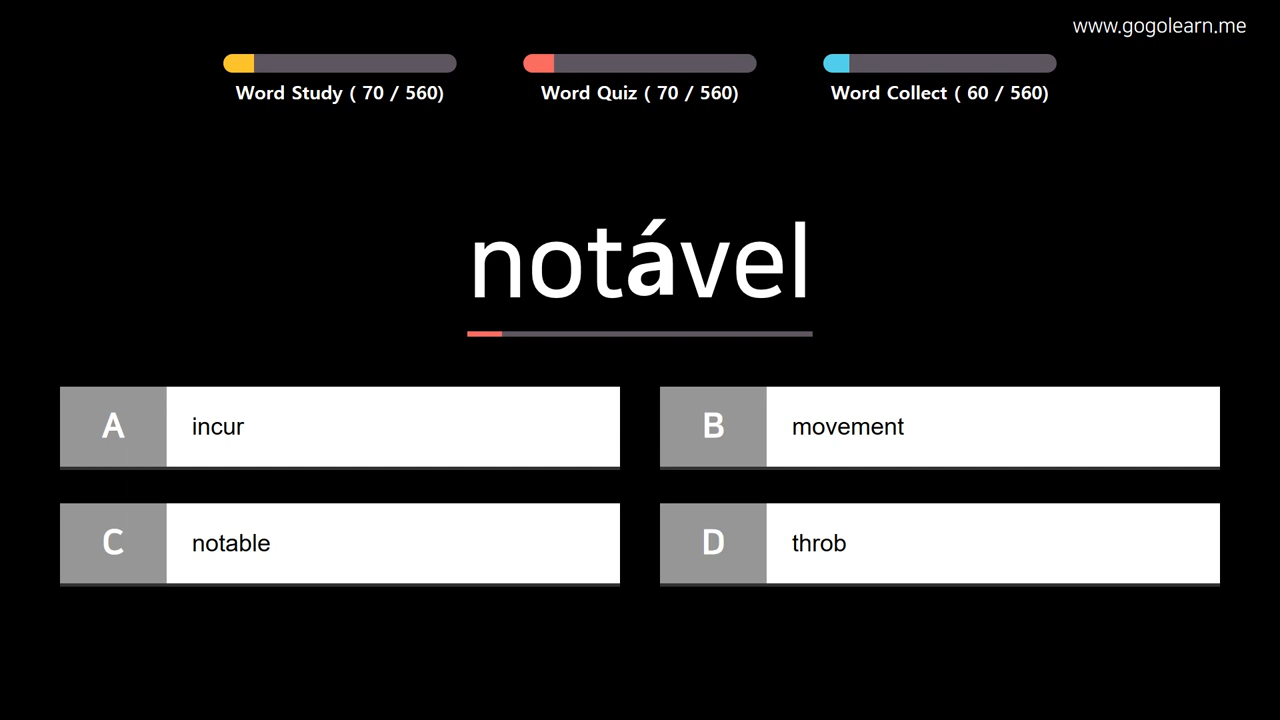 www.gogolearn.me
Word Study ( 70 / 560)
Word Quiz ( 70 / 560)
Word Collect ( 60 / 560)
notável
A incur
B movement
C notable
D throb